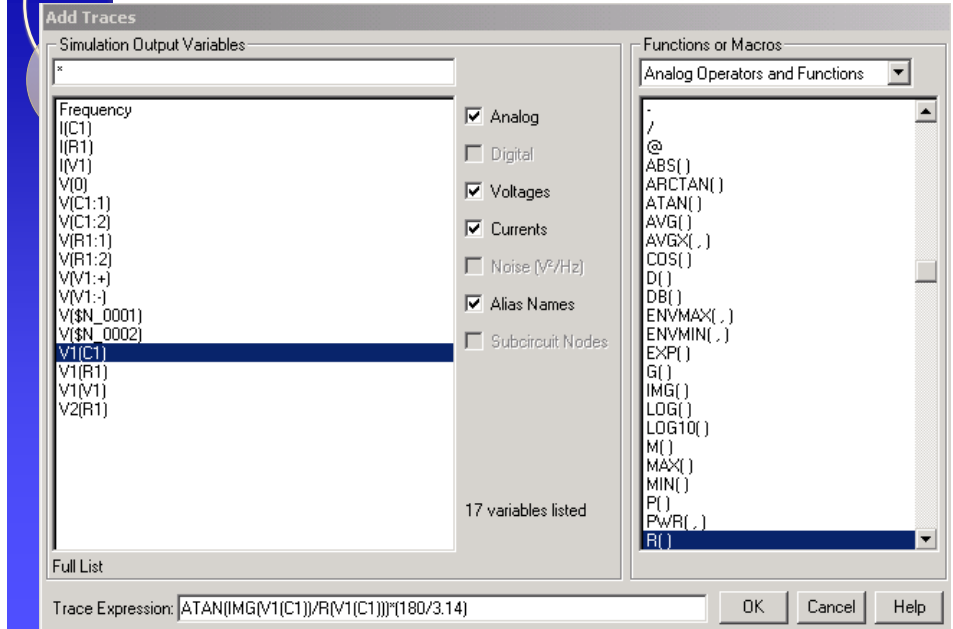 Add Traces
Simulation Output Variables
*
Frequency
I(C1)
I(R1)
I(V1)
V(0)
V(C1:1)
V(C1:2)
V(R1:1)
V(R1:2)
V(V1:+)
V(V1:-)
V($N_0001)
V($N_0002)
V1(C1)
V1(R1)
V1(V1)
V2(R1)
Full List
Analog
Digital
Voltages
Currents
Noise (V²/Hz)
Alias Names
Subcircuit Nodes
17 variables listed
Functions or Macros
Analog Operators and Functions
-
/
@
ABS( )
ARCTAN( )
ATAN( )
AVG( )
AVGX( , )
COS( )
D( )
DB( )
ENVMAX( , )
ENVMIN( , )
EXP( )
G( )
IMG( )
LOG( )
LOG10( )
M( )
MAX( )
MIN( )
P( )
PWR( , )
R( )
Trace Expression: ATAN(IMG(V1(C1))/R(V1(C1)))*(180/3.14)
OK Cancel Help